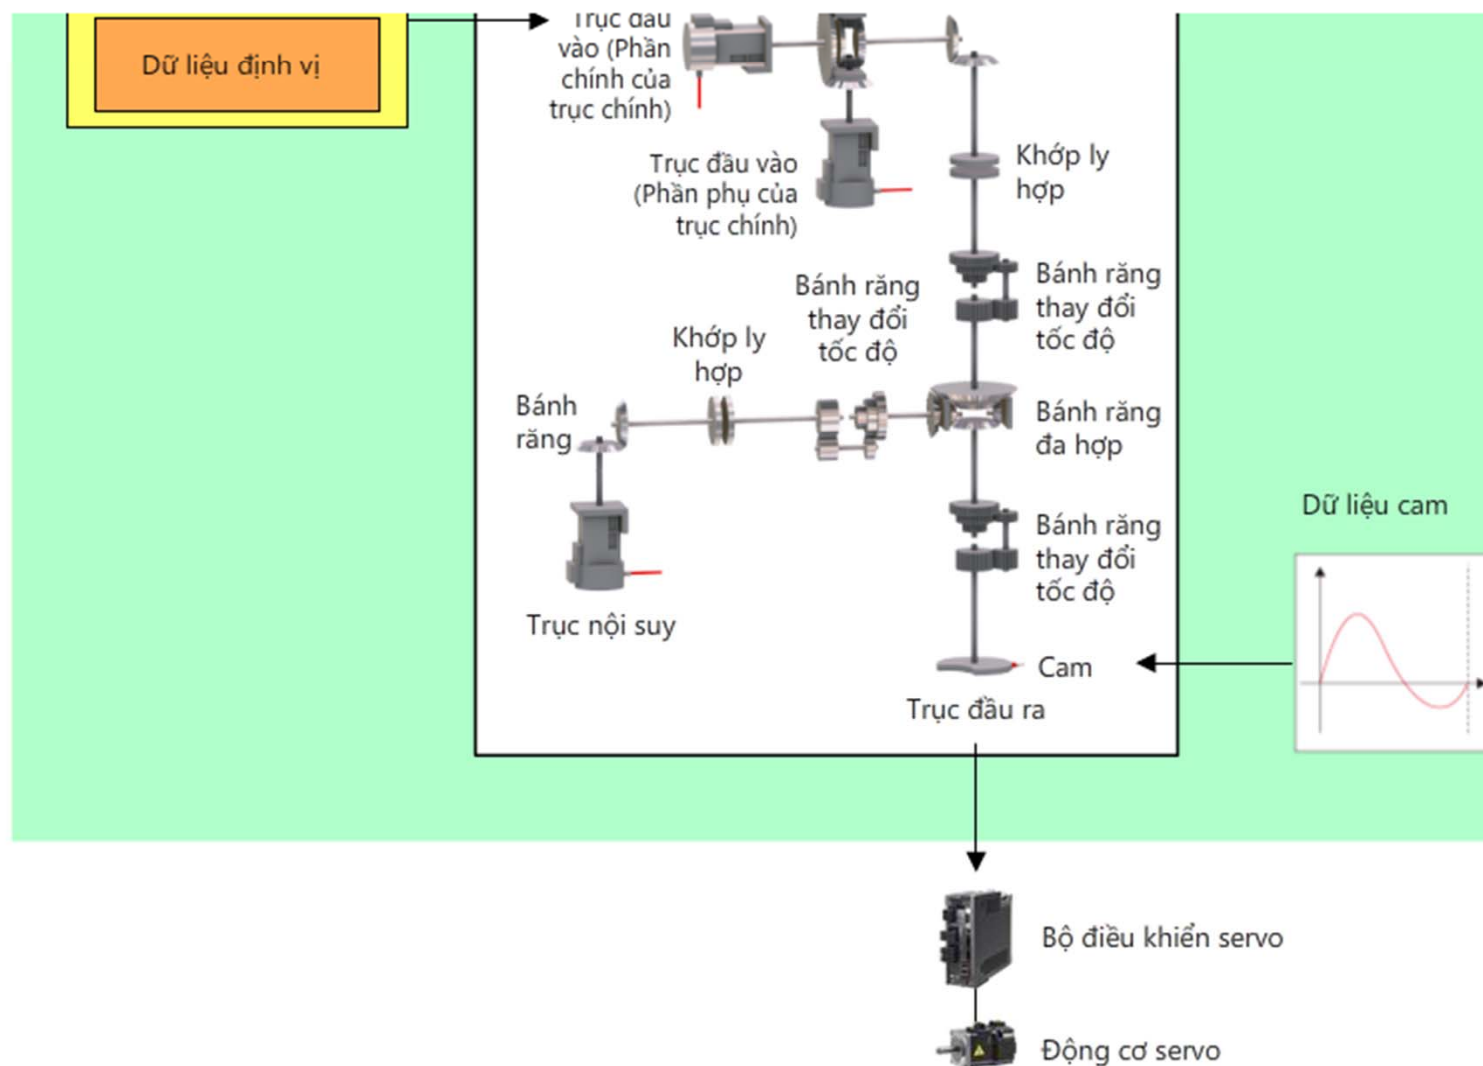 Dữ liệu định vị
Trục đầu
vào (Phần
chính của
trục chính)
Trục đầu vào
(Phần phụ của
trục chính)
Khớp ly
hợp
Bánh răng
thay đổi
tốc độ
Bánh răng
thay đổi
tốc độ
Khớp ly
hợp
Bánh
răng
Bánh răng
đa hợp
Dữ liệu cam
Bánh răng
thay đổi
tốc độ
Trục nội suy
Cam
Trục đầu ra
Bộ điều khiển servo
Động cơ servo